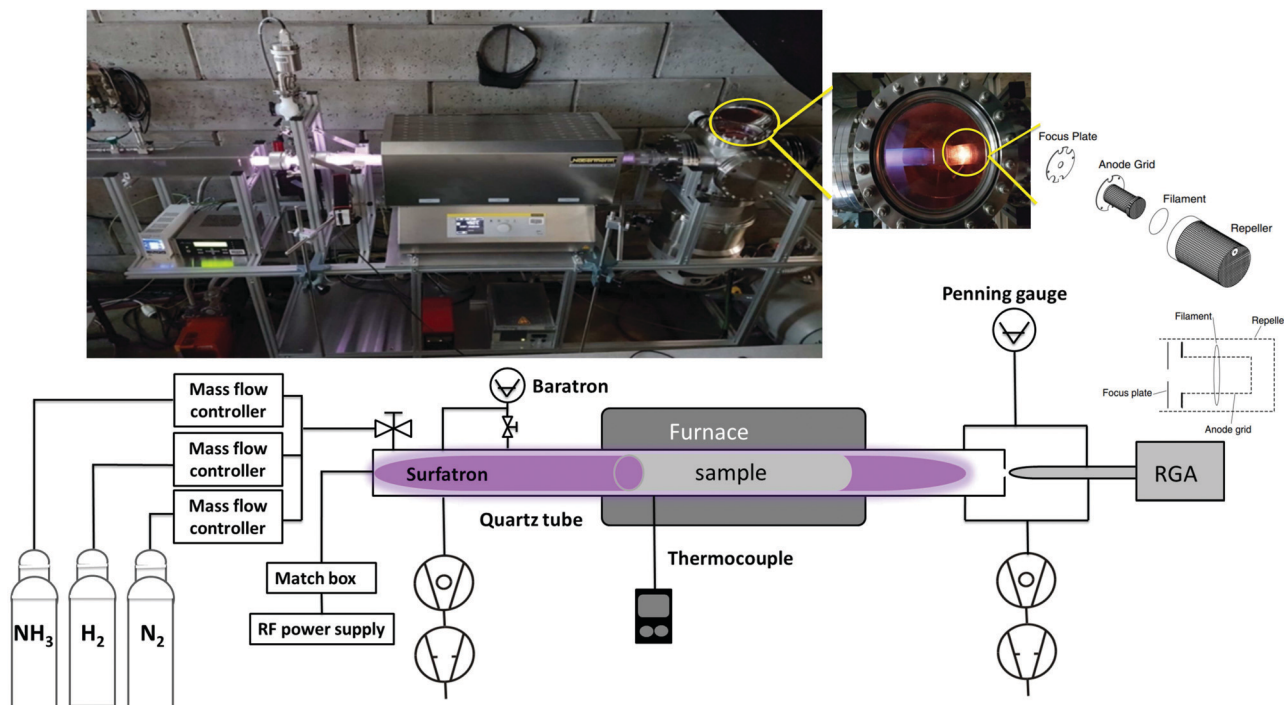 Focus Plate
Anode Grid
Filament
Repeller
Penning gauge
Filament
Repelle
Focus plate
Anode grid
Baratron
Mass flow
controller
Mass flow
controller
Mass flow
controller
Furnace
Surfatron
sample
RGA
Quartz tube
Thermocouple
Match box
RF power supply
NH3
H2
N2